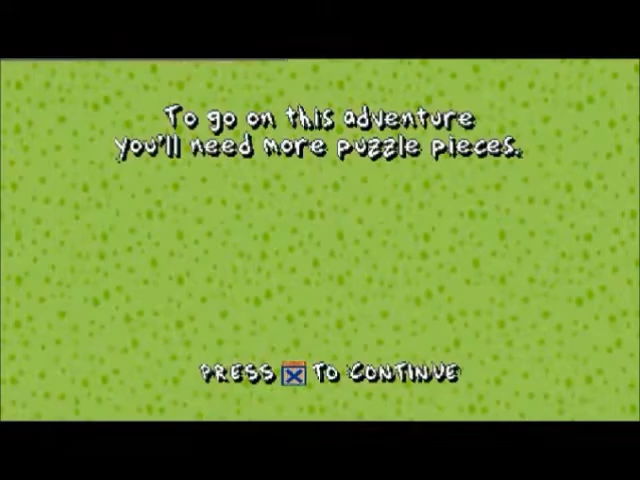 To go on this adventure
you'll need more puzzle pieces.
PRESS X TO CONTINUE